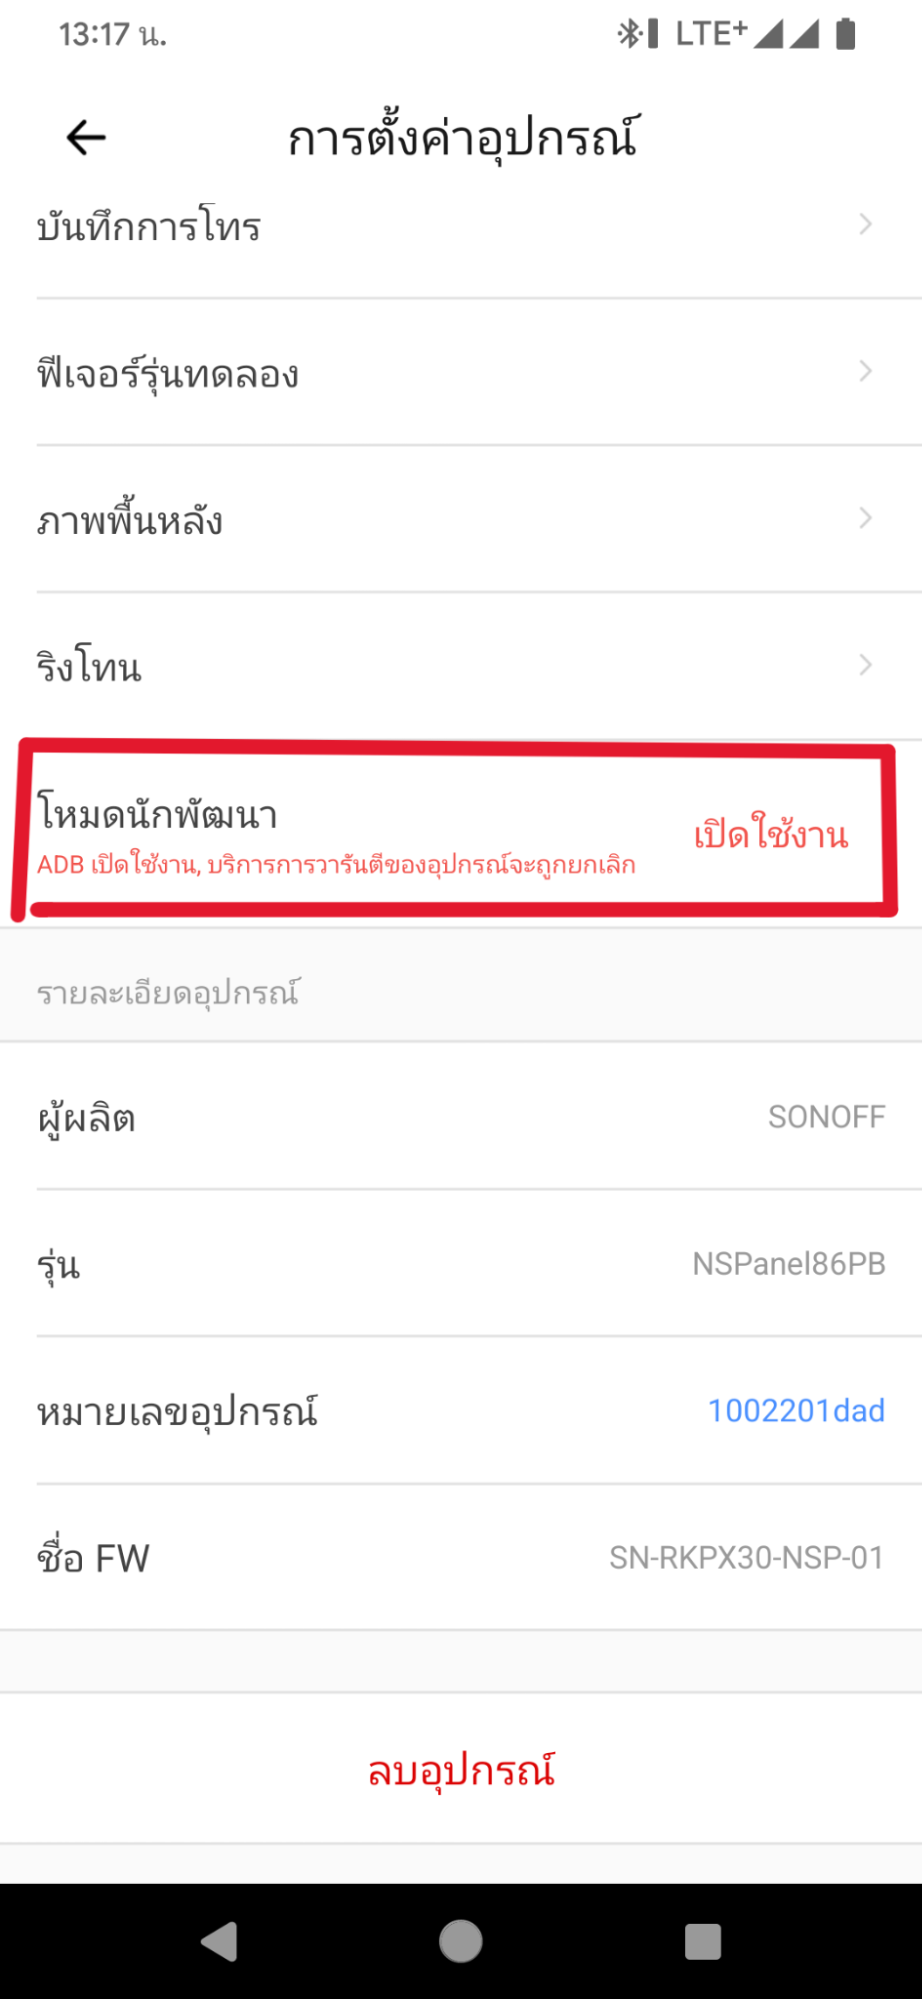 13:17 น.
LTE+
การตั้งค่าอุปกรณ์
บันทึกการโทร
ฟีเจอร์รุ่นทดลอง
ภาพพื้นหลัง
ริงโทน
โหมดนักพัฒนา
ADB เปิดใช้งาน, บริการการวารันตีของอุปกรณ์จะถูกยกเลิก
เปิดใช้งาน
รายละเอียดอุปกรณ์
ผู้ผลิต SONOFF
รุ่น NSPanel86PB
หมายเลขอุปกรณ์ 1002201dad
ชื่อ FW SN-RKPX30-NSP-01
ลบอุปกรณ์